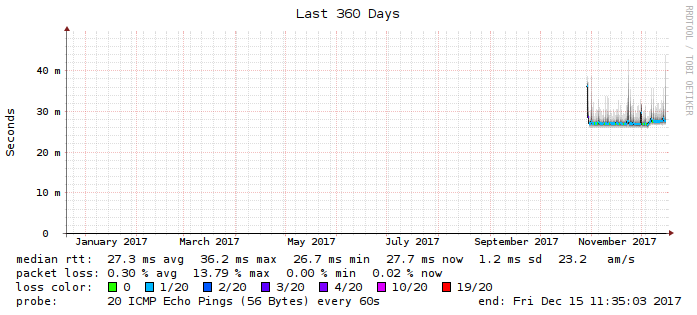 Last 360 Days
RRDTOOL / TOBI OETIKER
Seconds
40 m
30 m
20 m
10 m
0
January 2017 March 2017 May 2017 July 2017 September 2017 November 2017
median rtt: 27.3 ms avg 36.2 ms max 26.7 ms min 27.7 ms now 1.2 ms sd 23.2 am/s
packet loss: 0.30 % avg 13.79 % max 0.00 % min 0.02 % now
loss color: 0 1/20 2/20 3/20 4/20 10/20 19/20
probe: 20 ICMP Echo Pings (56 Bytes) every 60s end: Fri Dec 15 11:35:03 2017